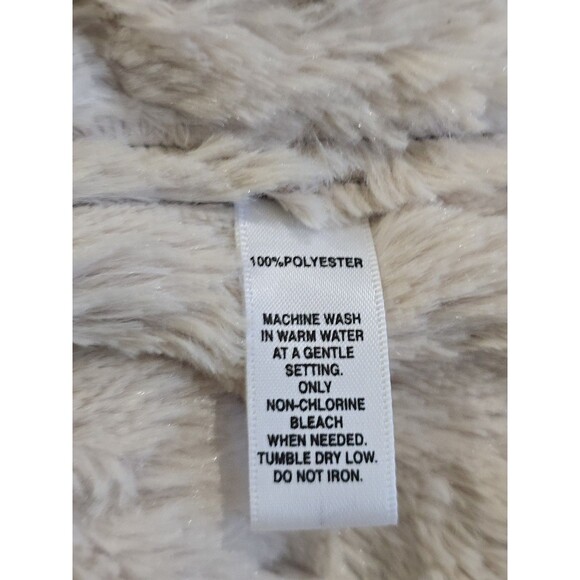 100%POLYESTER
MACHINE WASH
IN WARM WATER
AT A GENTLE
SETTING.
ONLY
NON-CHLORINE
BLEACH
WHEN NEEDED.
TUMBLE DRY LOW.
DO NOT IRON.